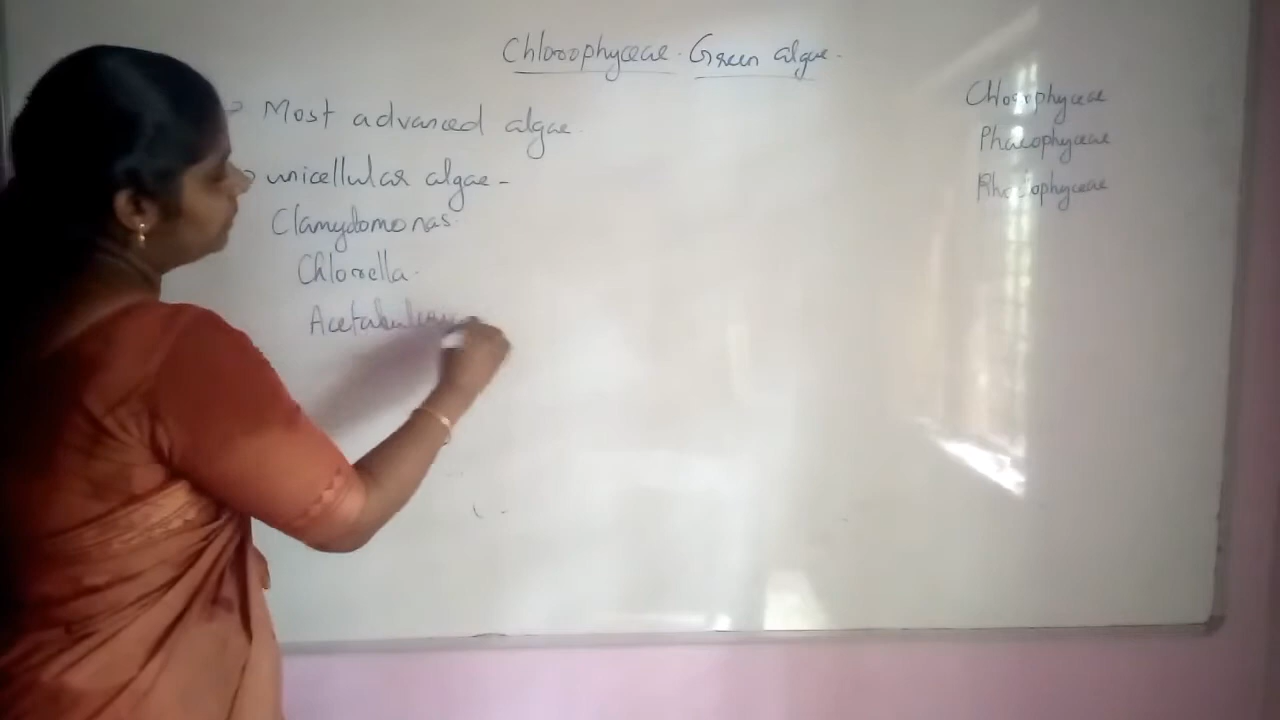 Chlorophyceae. Green algae.
Most advanced algae.
unicellular algae -
Clamydomonas.
Chlorella.
Chlorophyceae
Phaeophyceae
Rhodophyceae